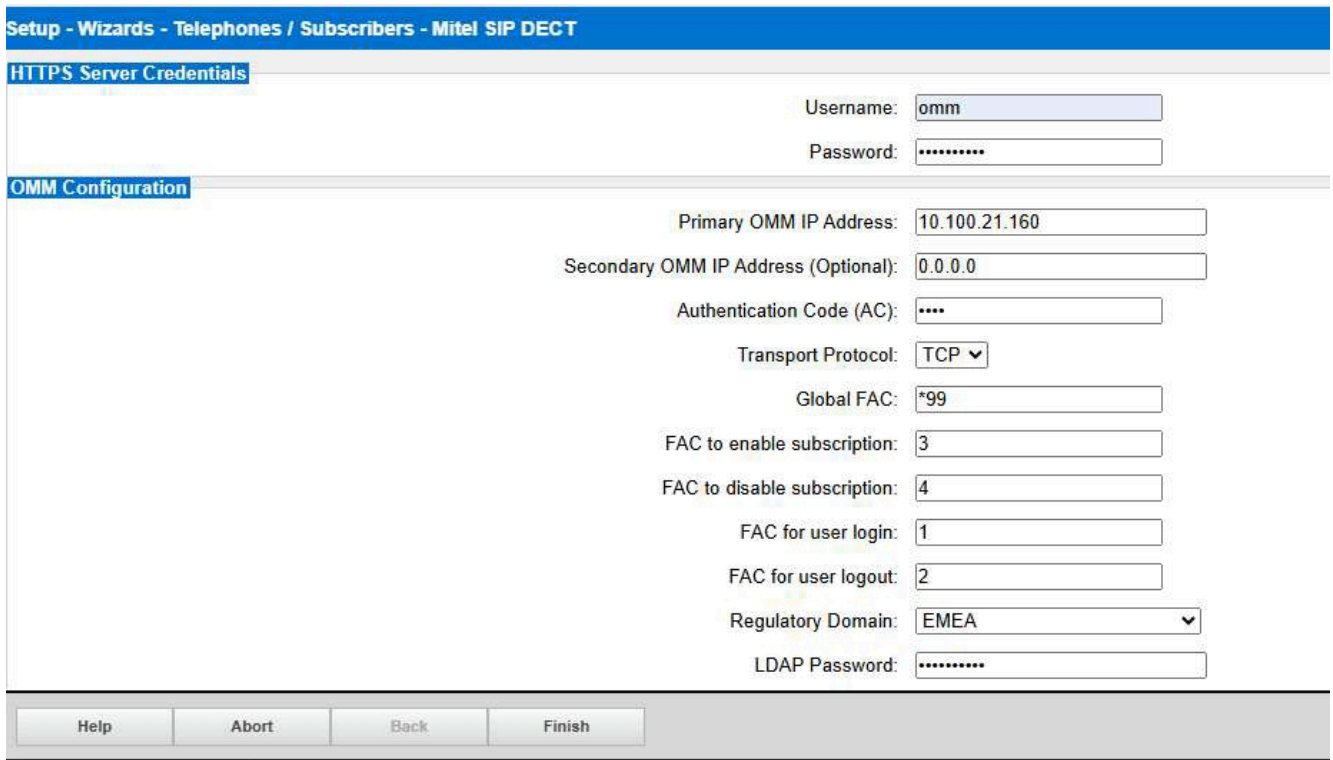 Setup - Wizards - Telephones / Subscribers - Mitel SIP DECT
HTTPS Server Credentials
Username: omm
Password: ••••••••••
OMM Configuration
Primary OMM IP Address: 10.100.21.160
Secondary OMM IP Address (Optional): 0.0.0.0
Authentication Code (AC): ••••
Transport Protocol: TCP
Global FAC: *99
FAC to enable subscription: 3
FAC to disable subscription: 4
FAC for user login: 1
FAC for user logout: 2
Regulatory Domain: EMEA
LDAP Password: ••••••••••
Help Abort Back Finish